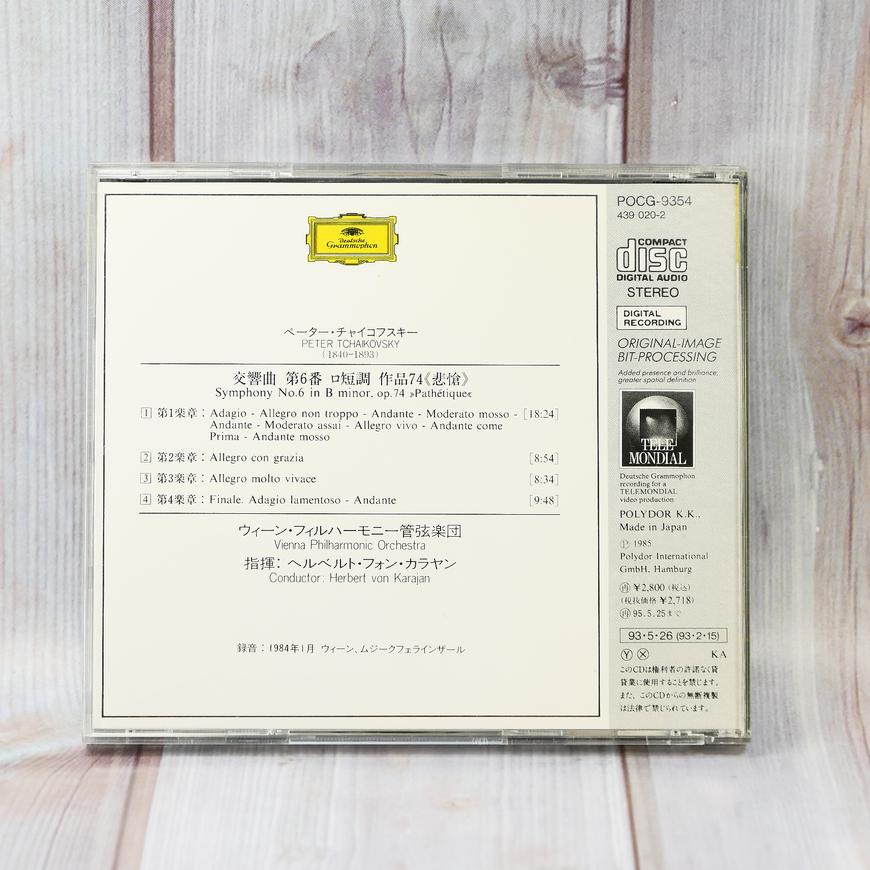 Deutsche
Grammophon
ペーター・チャイコフスキー
PETER TCHAIKOVSKY
(1840-1893)
交響曲 第6番 ロ短調 作品74《悲愴》
Symphony No.6 in B minor, op.74 »Pathétique«
1 第1楽章：Adagio - Allegro non troppo - Andante - Moderato mosso - [18:24]
Andante - Moderato assai - Allegro vivo - Andante come
Prima - Andante mosso
2 第2楽章：Allegro con grazia [8:54]
3 第3楽章：Allegro molto vivace [8:34]
4 第4楽章：Finale. Adagio lamentoso - Andante [9:48]
ウィーン・フィルハーモニー管弦楽団
Vienna Philharmonic Orchestra
指揮：ヘルベルト・フォン・カラヤン
Conductor: Herbert von Karajan
録音：1984年1月 ウィーン、ムジークフェラインザール
POCG-9354
439 020-2
COMPACT
disc
DIGITAL AUDIO
STEREO
DIGITAL
RECORDING
ORIGINAL-IMAGE
BIT-PROCESSING
Added presence and brilliance,
greater spatial definition
TELE
MONDIAL
Deutsche Grammophon
recording for a
TELEMONDIAL
video production
POLYDOR K.K.,
Made in Japan
Ⓟ 1985
Polydor International
GmbH, Hamburg
� ¥2,800 (税込)
(税抜価格 ¥2,718)
� 95.5.25まで
93・5・26 (93・2・15)
Ⓨ Ⓧ KA
このCDは権利者の許諾なく賃
貸業に使用することを禁じます。
また、このCDからの無断複製
は法律で禁じられています。